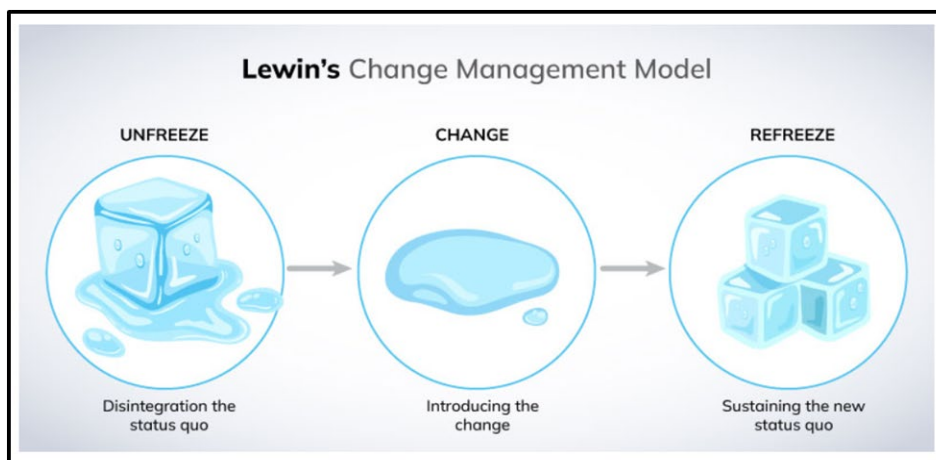 Lewin's Change Management Model
UNFREEZE
CHANGE
REFREEZE
Disintegration the
status quo
Introducing the
change
Sustaining the new
status quo